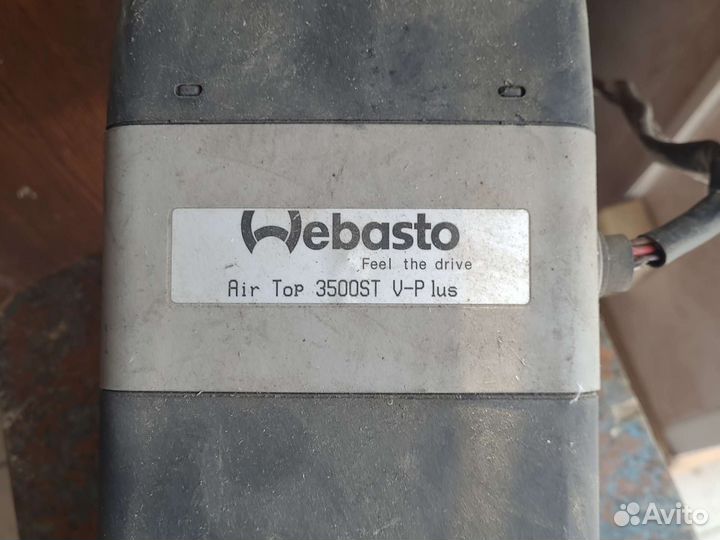 Webasto
Feel the drive
Air Top 3500ST V-Plus
Avito